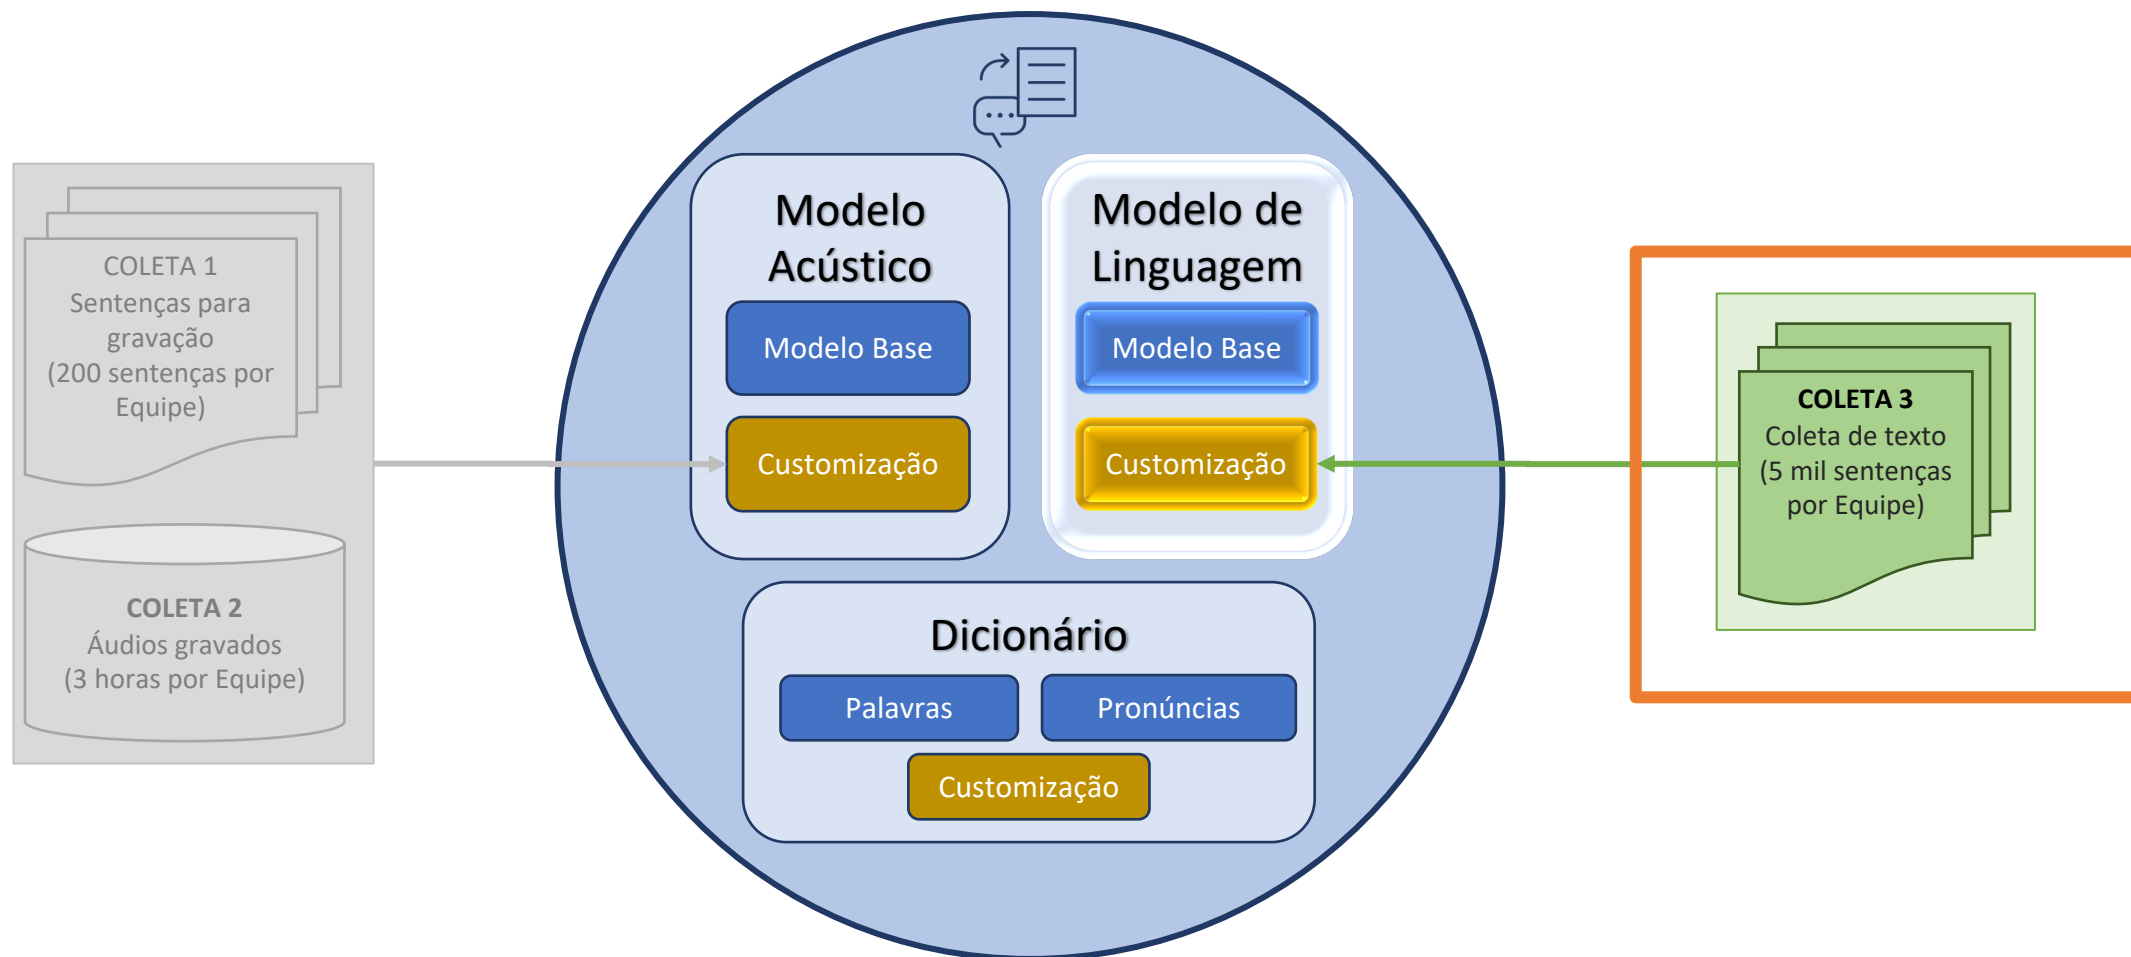 COLETA 1
Sentenças para
gravação
(200 sentenças por
Equipe)
COLETA 2
Áudios gravados
(3 horas por Equipe)
Modelo
Acústico
Modelo Base
Customização
Modelo de
Linguagem
Modelo Base
Customização
Dicionário
Palavras
Pronúncias
Customização
COLETA 3
Coleta de texto
(5 mil sentenças
por Equipe)